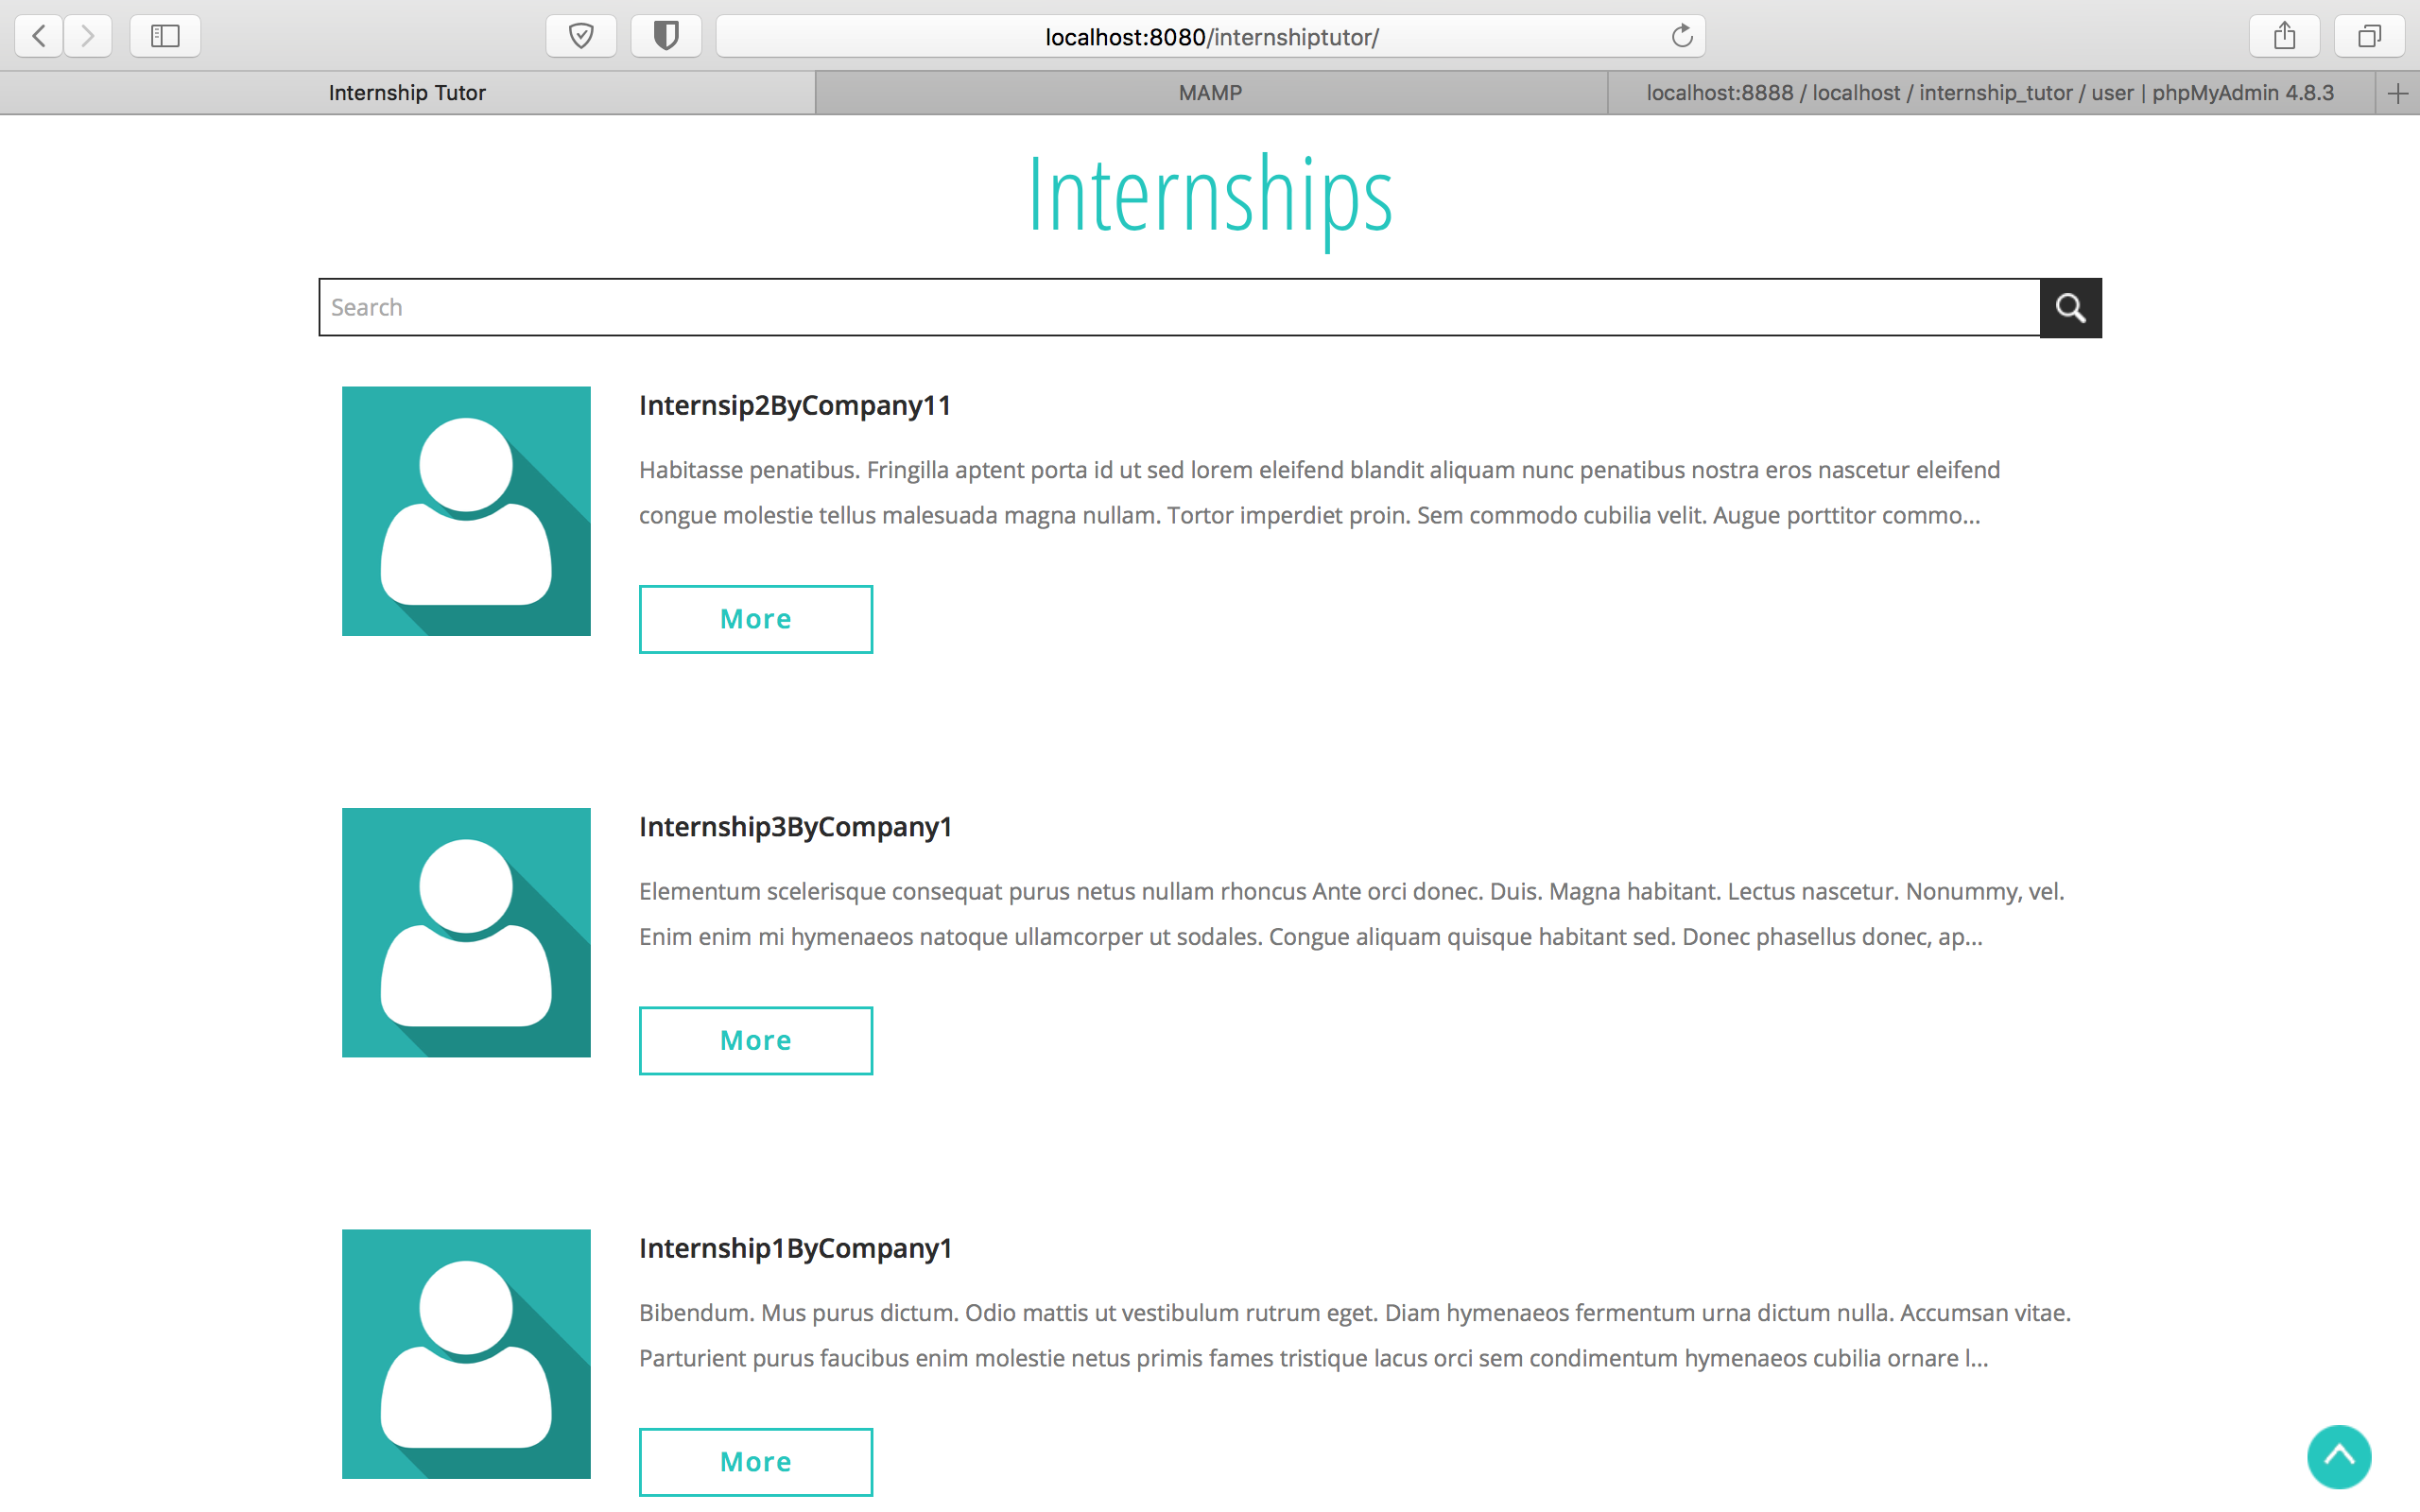 localhost:8080/internshiptutor/
Internship Tutor
MAMP
localhost:8888 / localhost / internship_tutor / user | phpMyAdmin 4.8.3
Internships
Search
Internsip2ByCompany11
Habitasse penatibus. Fringilla aptent porta id ut sed lorem eleifend blandit aliquam nunc penatibus nostra eros nascetur eleifend
congue molestie tellus malesuada magna nullam. Tortor imperdiet proin. Sem commodo cubilia velit. Augue porttitor commo...
More
Internship3ByCompany1
Elementum scelerisque consequat purus netus nullam rhoncus Ante orci donec. Duis. Magna habitant. Lectus nascetur. Nonummy, vel.
Enim enim mi hymenaeos natoque ullamcorper ut sodales. Congue aliquam quisque habitant sed. Donec phasellus donec, ap...
More
Internship1ByCompany1
Bibendum. Mus purus dictum. Odio mattis ut vestibulum rutrum eget. Diam hymenaeos fermentum urna dictum nulla. Accumsan vitae.
Parturient purus faucibus enim molestie netus primis fames tristique lacus orci sem condimentum hymenaeos cubilia ornare l...
More